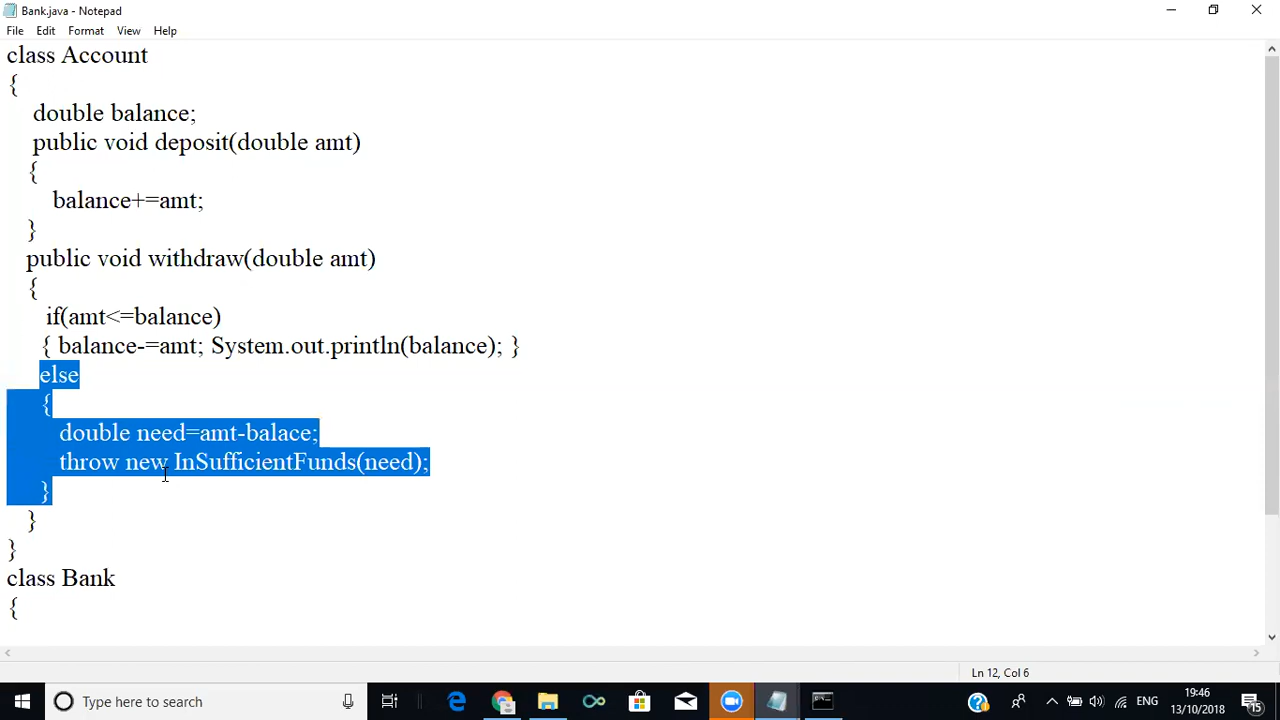 Bank.java - Notepad
File Edit Format View Help
class Account
{
double balance;
public void deposit(double amt)
{
balance+=amt;
}
public void withdraw(double amt)
{
if(amt<=balance)
{ balance-=amt; System.out.println(balance); }
else
{
double need=amt-balace;
throw new InSufficientFunds(need);
}
}
}
class Bank
{
Ln 12, Col 6
Type here to search
ENG
19:46
13/10/2018
15